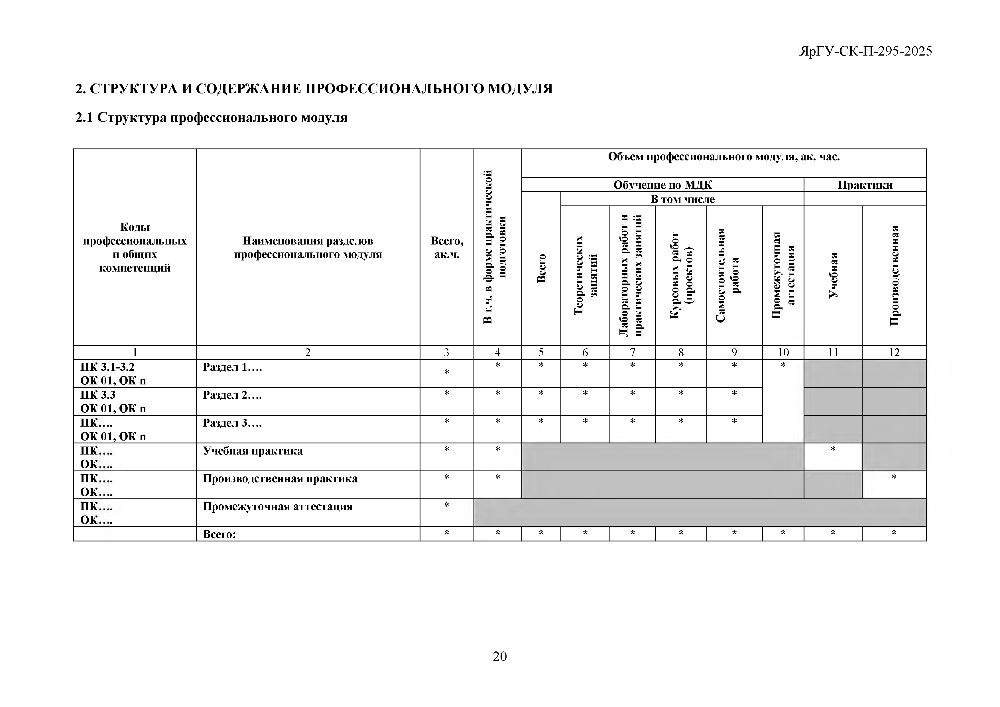 ЯрГУ-СК-П-295-2025
2. СТРУКТУРА И СОДЕРЖАНИЕ ПРОФЕССИОНАЛЬНОГО МОДУЛЯ
2.1 Структура профессионального модуля
Коды
профессиональных
и общих
компетенций
Наименования разделов
профессионального модуля
Всего,
ак.ч.
В т.ч. в форме практической
подготовки
Объем профессионального модуля, ак. час.
Обучение по МДК
Практики
Всего
В том числе
Теоретических
занятий
Лабораторных работ и
практических занятий
Курсовых работ
(проектов)
Самостоятельная
работа
Промежуточная
аттестация
Учебная
Производственная
1 2 3 4 5 6 7 8 9 10 11 12
ПК 3.1-3.2 Раздел 1…. * * * * * * * *
ОК 01, ОК n
ПК 3.3 Раздел 2…. * * * * * * *
ОК 01, ОК n
ПК…. Раздел 3…. * * * * * * *
ОК 01, ОК n
ПК…. Учебная практика * * *
ОК….
ПК…. Производственная практика * * *
ОК….
ПК…. Промежуточная аттестация *
ОК….
Всего: * * * * * * * * * *
20